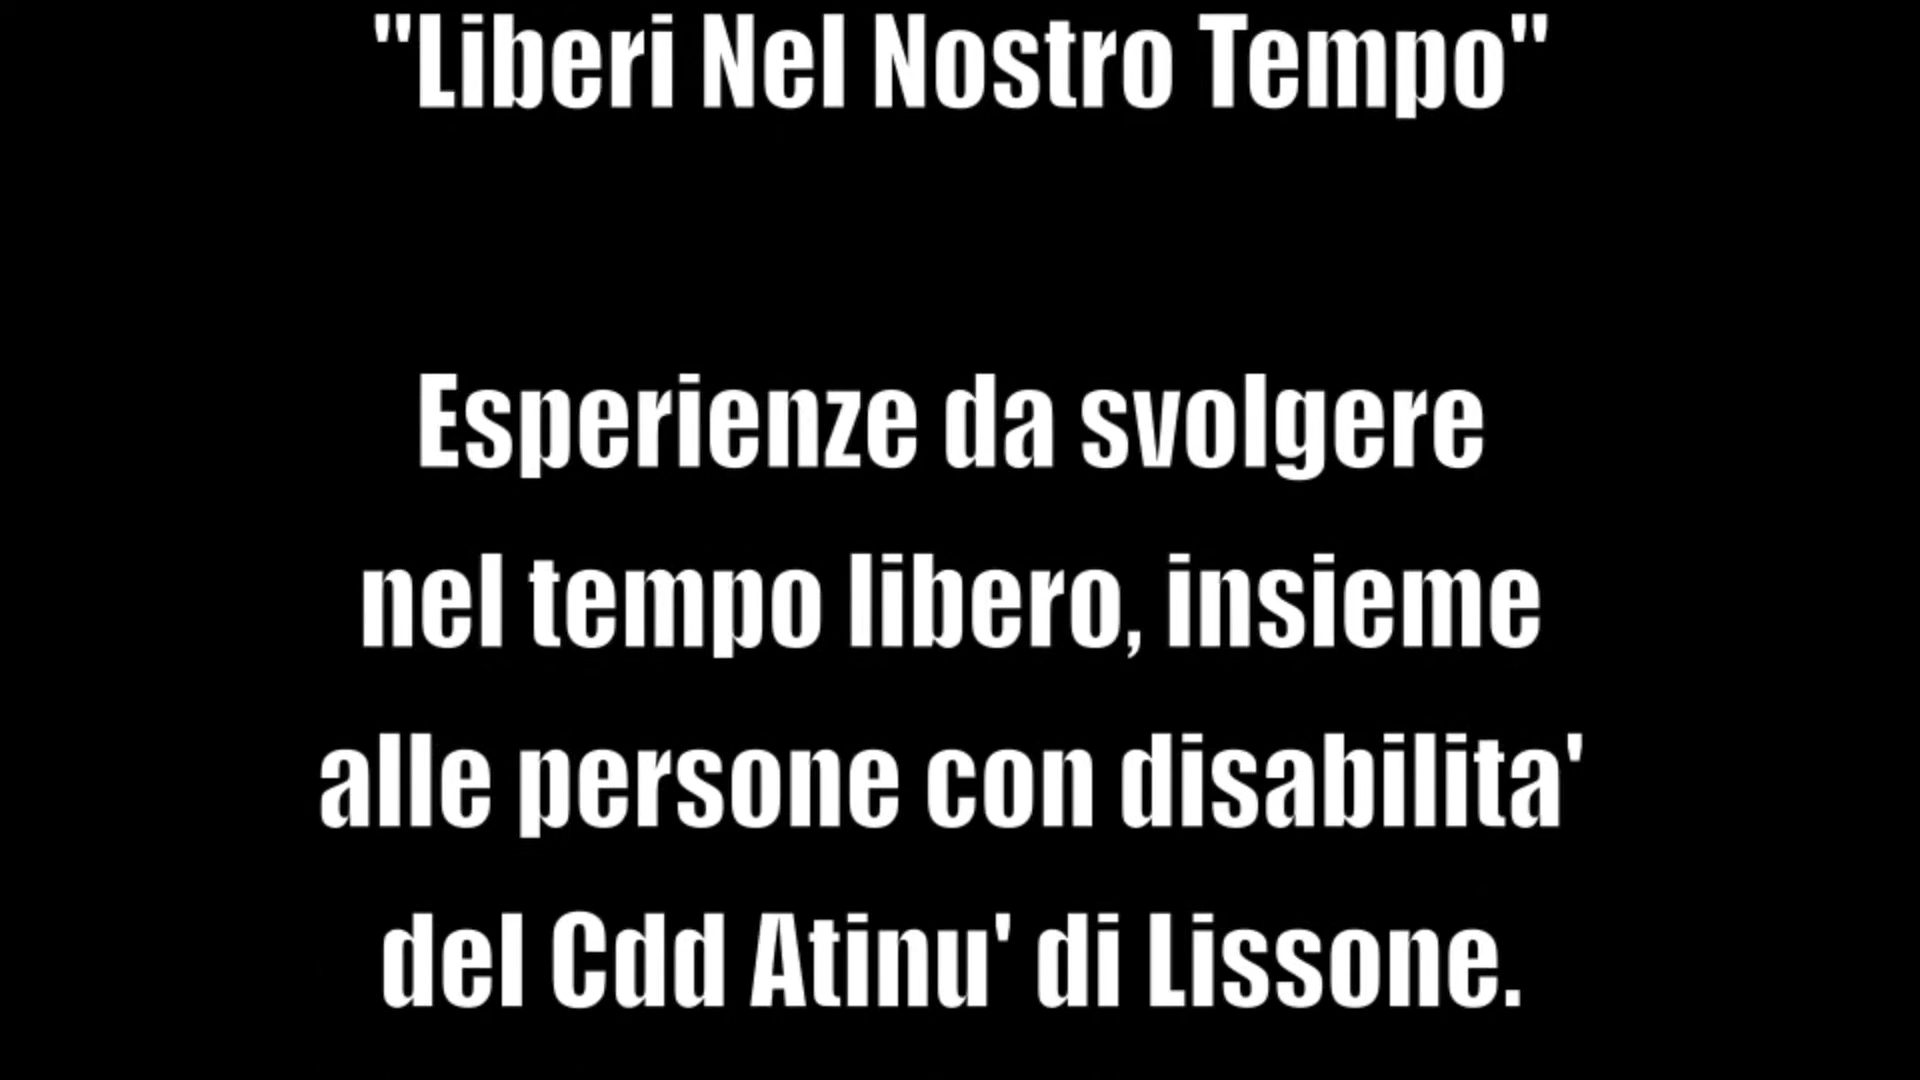 "Liberi Nel Nostro Tempo"
Esperienze da svolgere
nel tempo libero, insieme
alle persone con disabilita'
del Cdd Atinu' di Lissone.